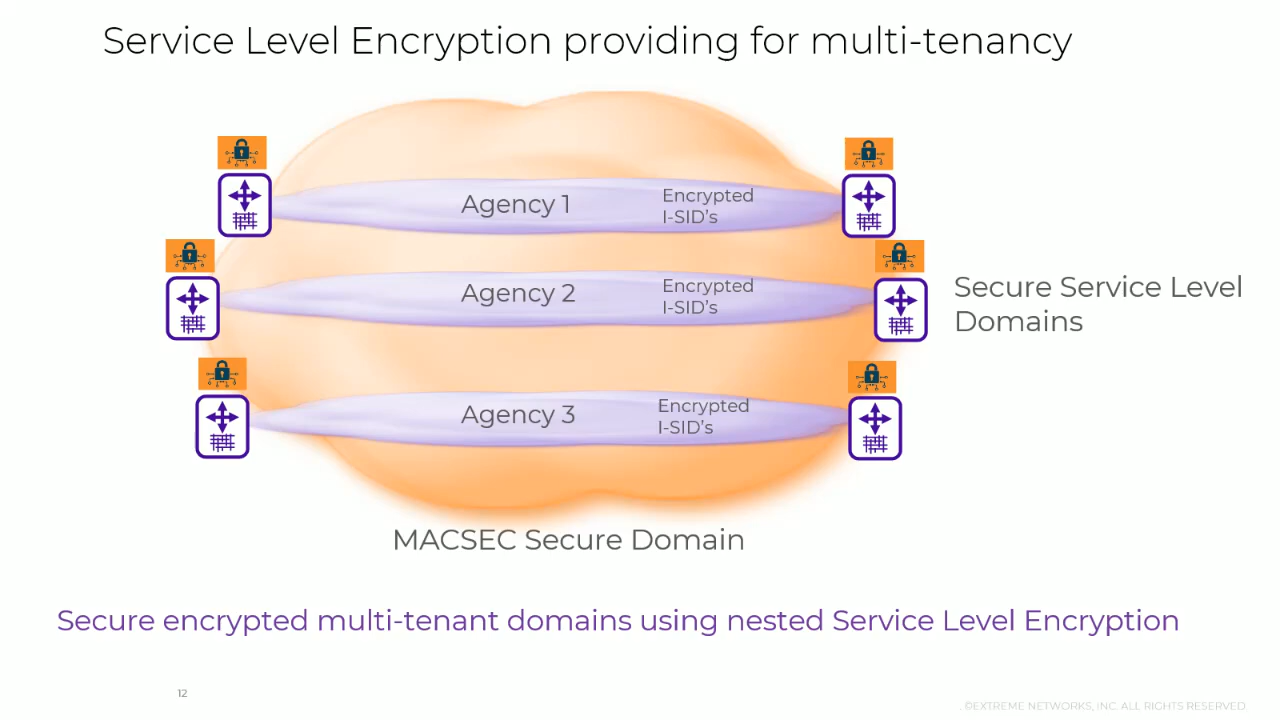 Service Level Encryption providing for multi-tenancy
Agency 1
Encrypted
I-SID's
Agency 2
Encrypted
I-SID's
Secure Service Level
Domains
Agency 3
Encrypted
I-SID's
MACSEC Secure Domain
Secure encrypted multi-tenant domains using nested Service Level Encryption
12
. ©EXTREME NETWORKS, INC. ALL RIGHTS RESERVED